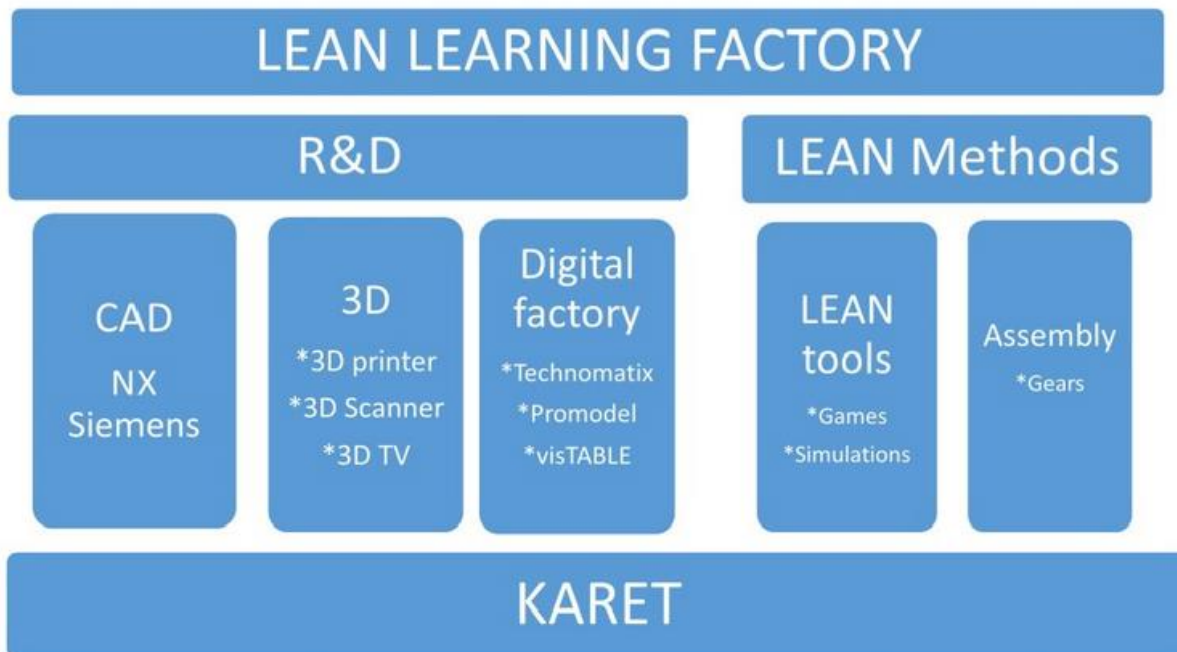 LEAN LEARNING FACTORY
R&D
LEAN Methods
CAD
NX
Siemens
3D
*3D printer
*3D Scanner
*3D TV
Digital
factory
*Technomatix
*Promodel
*visTABLE
LEAN
tools
*Games
*Simulations
Assembly
*Gears
KARET